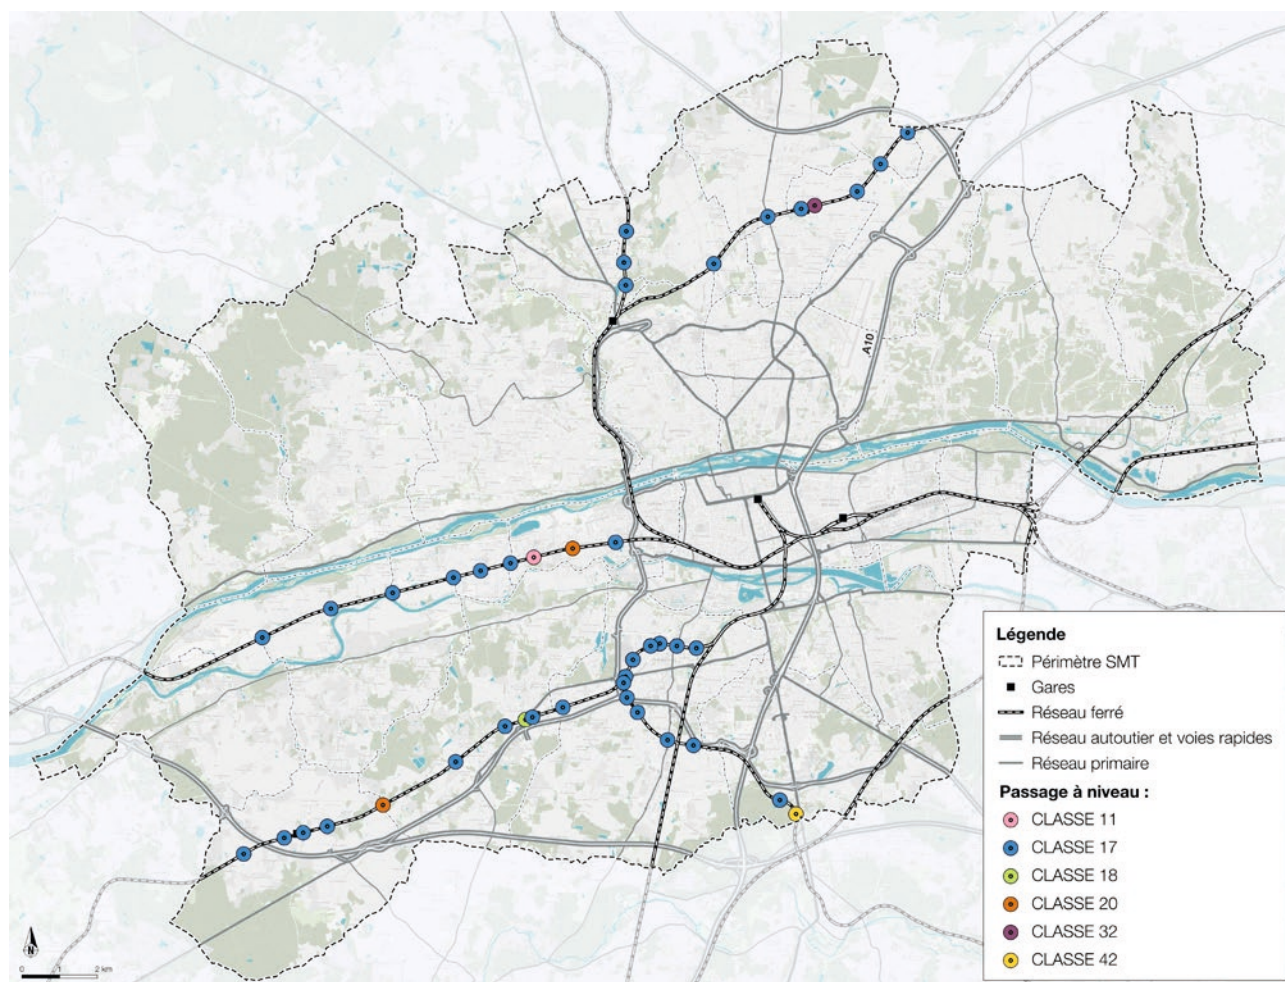 A10
Légende
Périmètre SMT
Gares
Réseau ferré
Réseau autoutier et voies rapides
Réseau primaire
Passage à niveau :
CLASSE 11
CLASSE 17
CLASSE 18
CLASSE 20
CLASSE 32
CLASSE 42
N
0 1 2 km